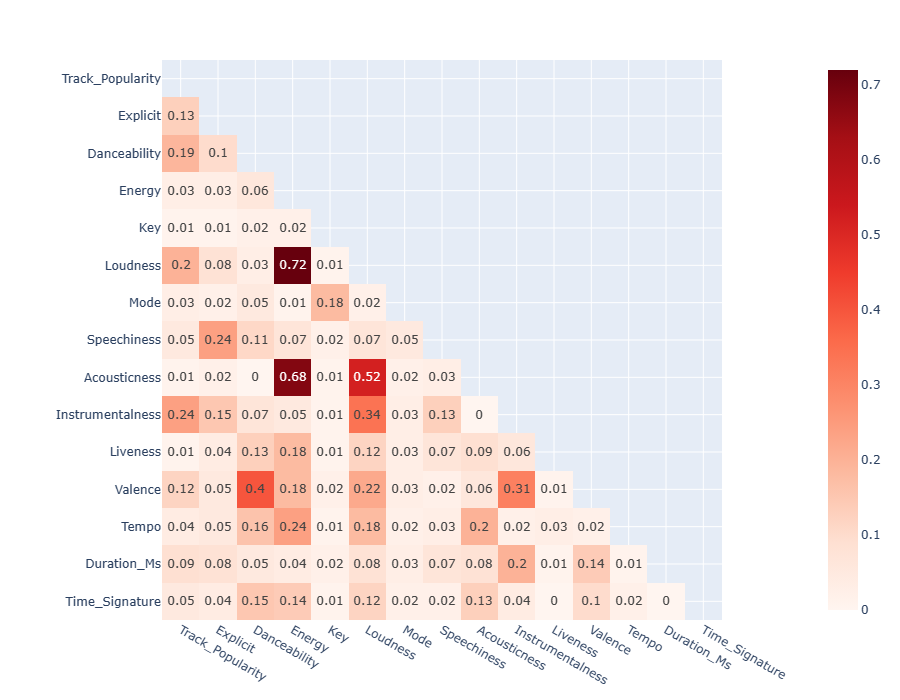 Track_Popularity
Explicit 0.13
Danceability 0.19 0.1
Energy 0.03 0.03 0.06
Key 0.01 0.01 0.02 0.02
Loudness 0.2 0.08 0.03 0.72 0.01
Mode 0.03 0.02 0.05 0.01 0.18 0.02
Speechiness 0.05 0.24 0.11 0.07 0.02 0.07 0.05
Acousticness 0.01 0.02 0 0.68 0.01 0.52 0.02 0.03
Instrumentalness 0.24 0.15 0.07 0.05 0.01 0.34 0.03 0.13 0
Liveness 0.01 0.04 0.13 0.18 0.01 0.12 0.03 0.07 0.09 0.06
Valence 0.12 0.05 0.4 0.18 0.02 0.22 0.03 0.02 0.06 0.31 0.01
Tempo 0.04 0.05 0.16 0.24 0.01 0.18 0.02 0.03 0.2 0.02 0.03 0.02
Duration_Ms 0.09 0.08 0.05 0.04 0.02 0.08 0.03 0.07 0.08 0.2 0.01 0.14 0.01
Time_Signature 0.05 0.04 0.15 0.14 0.01 0.12 0.02 0.02 0.13 0.04 0 0.1 0.02 0
Track_Popularity Explicit Danceability Energy Key Loudness Mode Speechiness Acousticness Instrumentalness Liveness Valence Tempo Duration_Ms Time_Signature
0.7
0.6
0.5
0.4
0.3
0.2
0.1
0